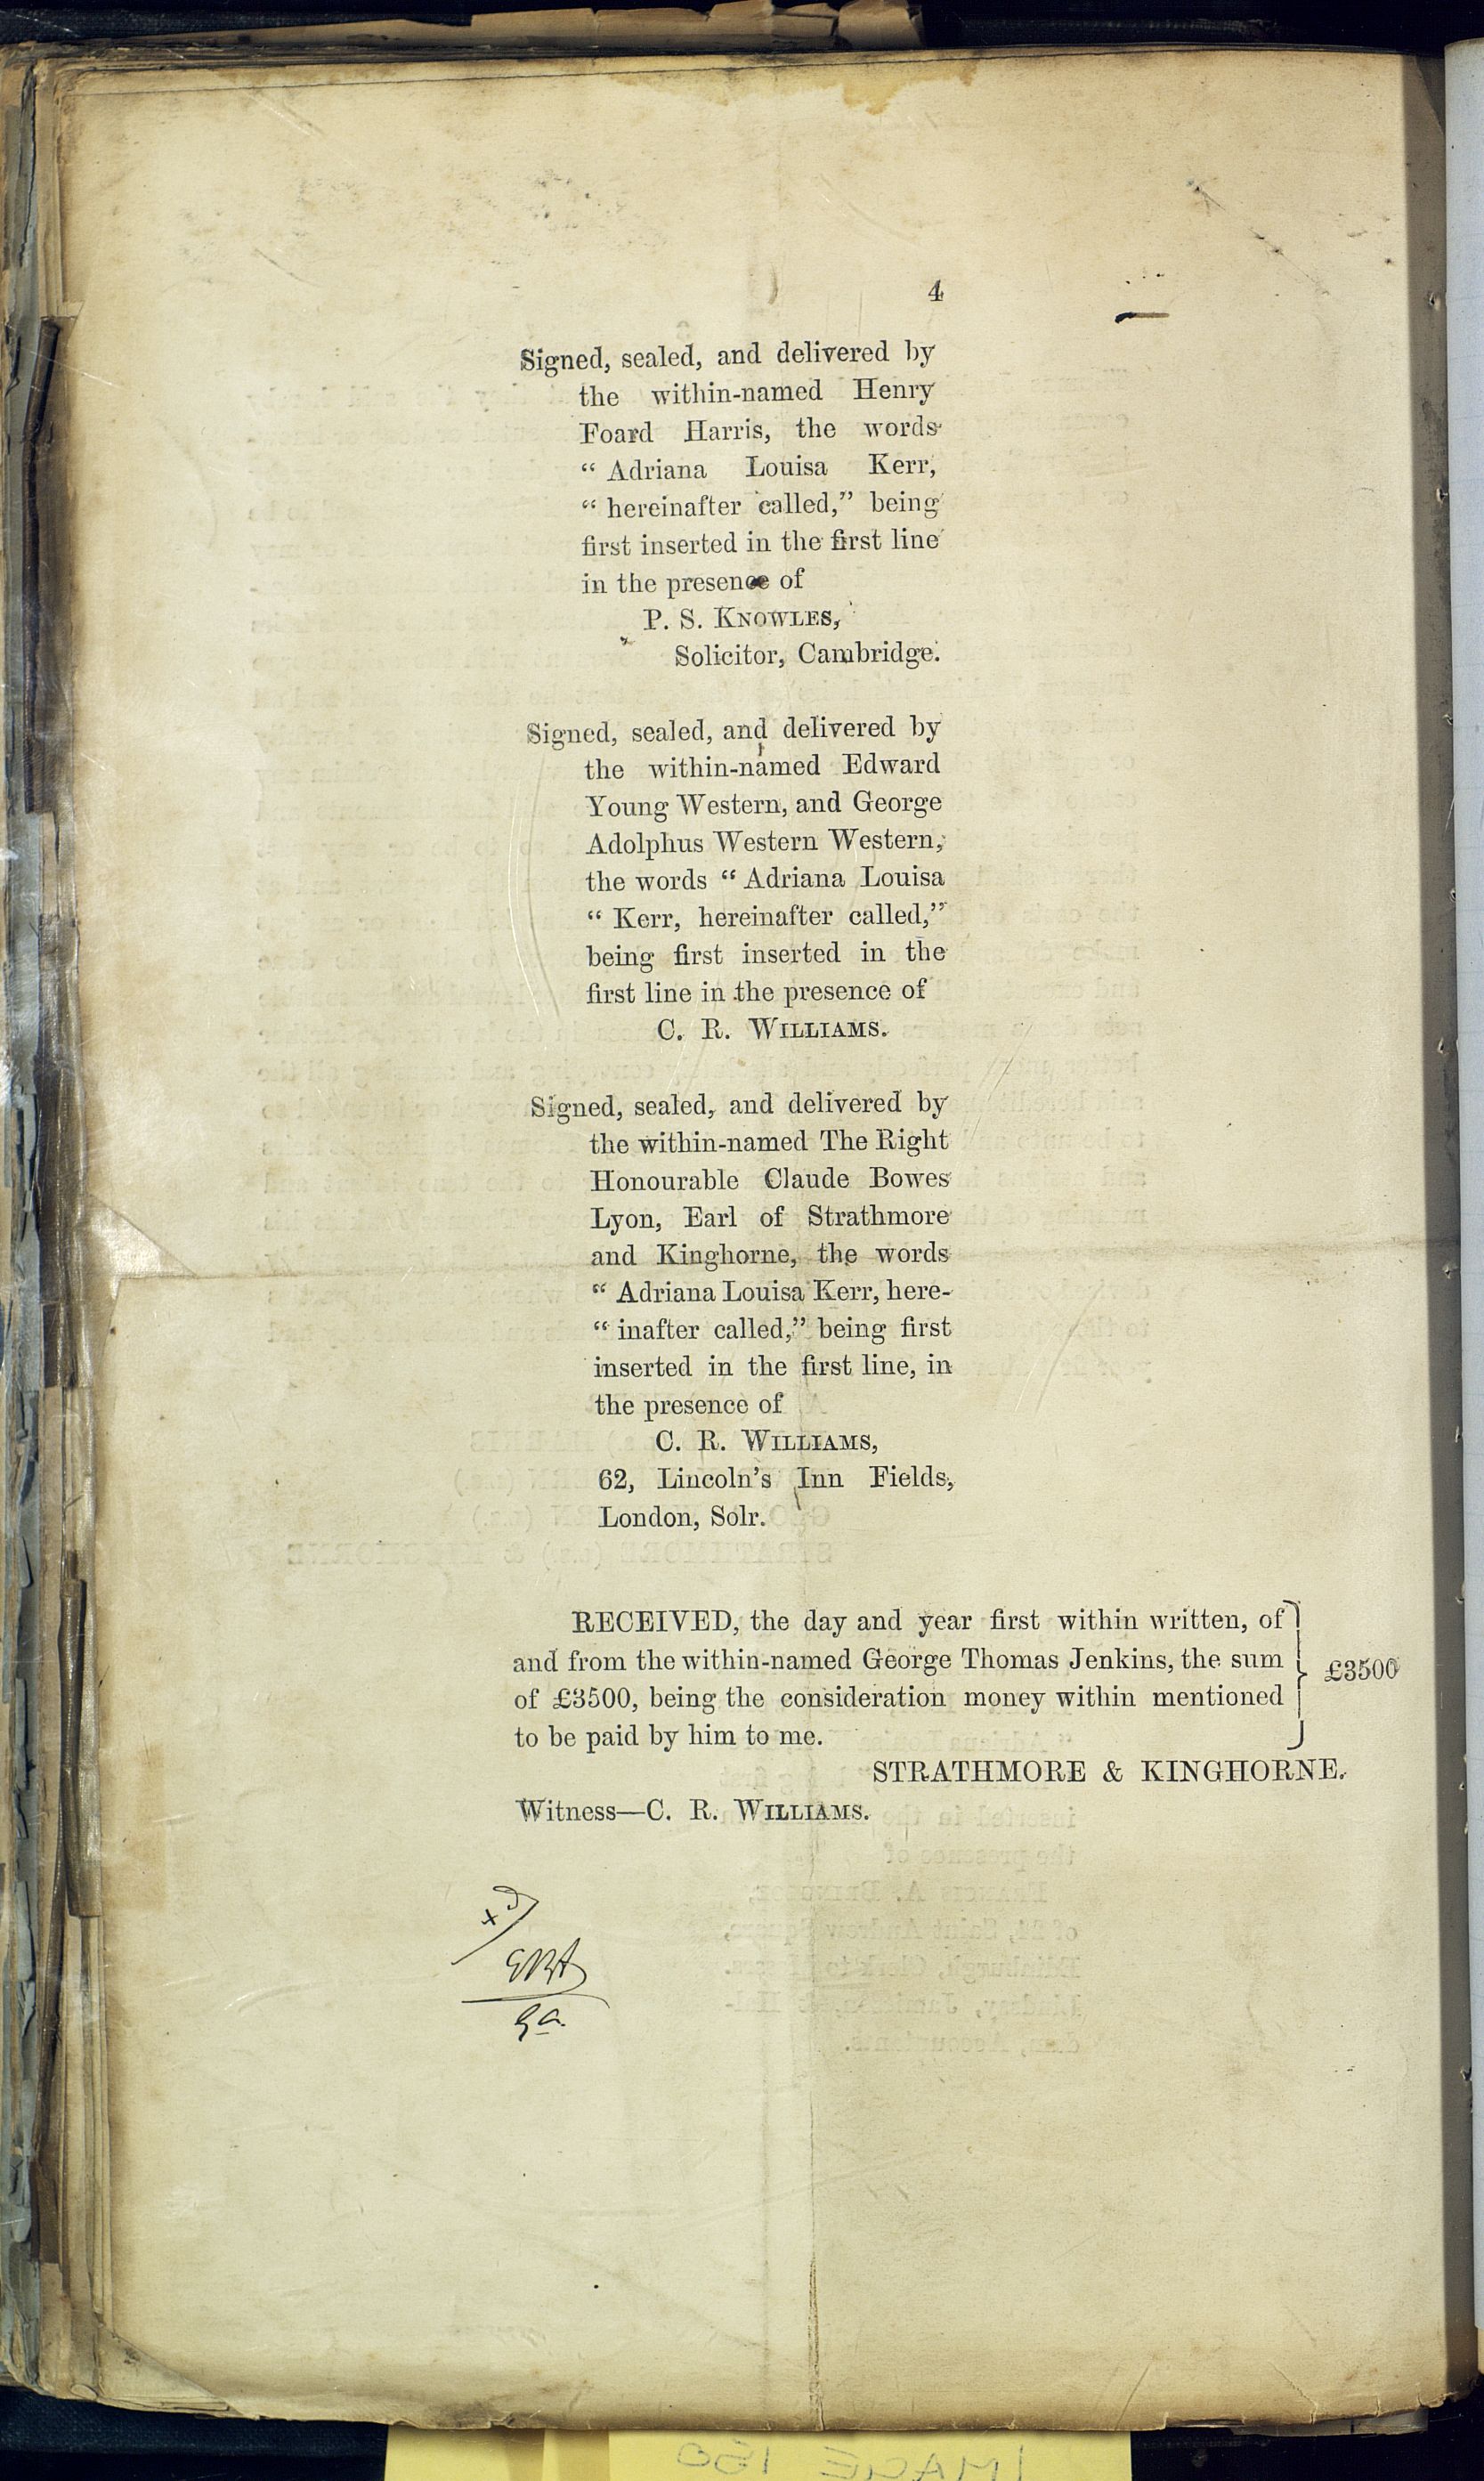 4
Signed, sealed, and delivered by
the within-named Henry
Foard Harris, the words
“ Adriana Louisa Kerr,
“ hereinafter called,” being
first inserted in the first line
in the presence of
P. S. KNOWLES,
Solicitor, Cambridge.
Signed, sealed, and delivered by
the within-named Edward
Young Western, and George
Adolphus Western Western,
the words “ Adriana Louisa
“ Kerr, hereinafter called,”
being first inserted in the
first line in the presence of
C. R. WILLIAMS.
Signed, sealed, and delivered by
the within-named The Right
Honourable Claude Bowes
Lyon, Earl of Strathmore
and Kinghorne, the words
“ Adriana Louisa Kerr, here-
“ inafter called,” being first
inserted in the first line, in
the presence of
C. R. WILLIAMS,
62, Lincoln’s Inn Fields,
London, Solr.
RECEIVED, the day and year first within written, of
and from the within-named George Thomas Jenkins, the sum
of £3500, being the consideration money within mentioned
to be paid by him to me.
£3500
STRATHMORE & KINGHORNE.
Witness—C. R. WILLIAMS.
IMAGE 180